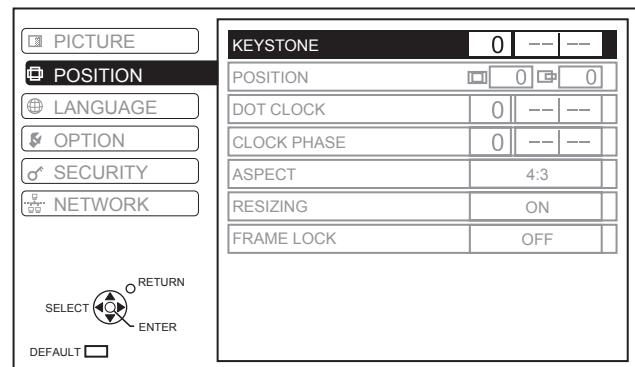 PICTURE
POSITION
LANGUAGE
OPTION
SECURITY
NETWORK
RETURN
SELECT
ENTER
DEFAULT
KEYSTONE 0
POSITION 0 0
DOT CLOCK 0
CLOCK PHASE 0
ASPECT 4:3
RESIZING ON
FRAME LOCK OFF